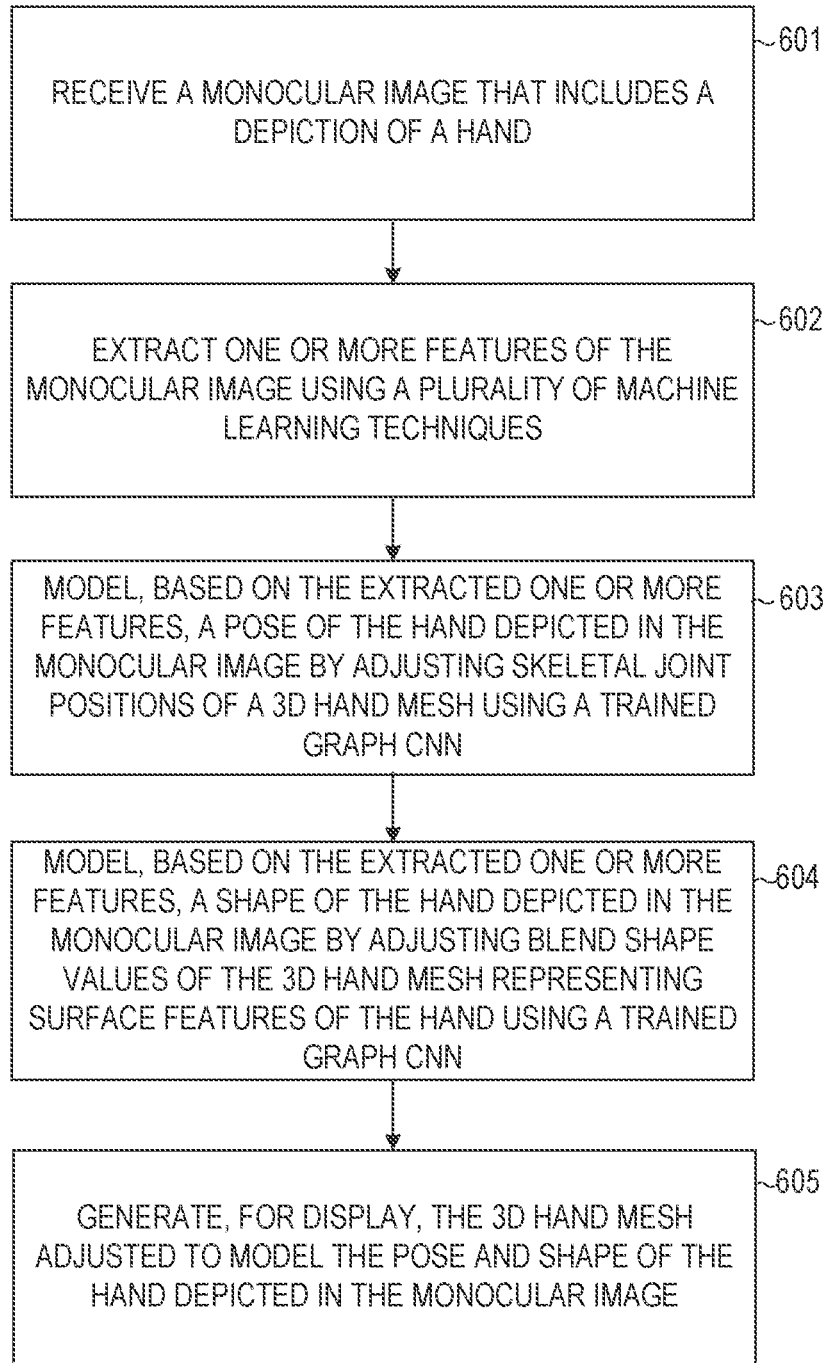 601
RECEIVE A MONOCULAR IMAGE THAT INCLUDES A
DEPICTION OF A HAND
602
EXTRACT ONE OR MORE FEATURES OF THE
MONOCULAR IMAGE USING A PLURALITY OF MACHINE
LEARNING TECHNIQUES
603
MODEL, BASED ON THE EXTRACTED ONE OR MORE
FEATURES, A POSE OF THE HAND DEPICTED IN THE
MONOCULAR IMAGE BY ADJUSTING SKELETAL JOINT
POSITIONS OF A 3D HAND MESH USING A TRAINED
GRAPH CNN
604
MODEL, BASED ON THE EXTRACTED ONE OR MORE
FEATURES, A SHAPE OF THE HAND DEPICTED IN THE
MONOCULAR IMAGE BY ADJUSTING BLEND SHAPE
VALUES OF THE 3D HAND MESH REPRESENTING
SURFACE FEATURES OF THE HAND USING A TRAINED
GRAPH CNN
605
GENERATE, FOR DISPLAY, THE 3D HAND MESH
ADJUSTED TO MODEL THE POSE AND SHAPE OF THE
HAND DEPICTED IN THE MONOCULAR IMAGE